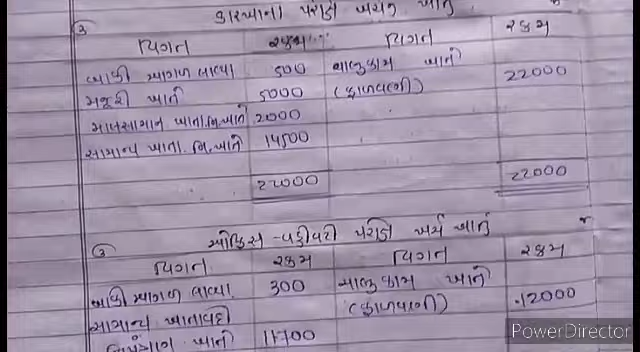 ૩ કારખાના પરોક્ષ ખર્ચ ખાતું
વિગત રકમ વિગત રકમ
બાકી આગળ લાવ્યા 500 ચાલુકામ ખાતે 22000
મજૂરી ખાતે 5000 (ફાળવણી)
માલસામાન ખાતા.નિ.ખાતે 2000
સામાન્ય ખાતા.નિ.ખાતે 14500
22000 22000
ઓફિસ-વહીવટી પરોક્ષ ખર્ચ ખાતું
વિગત રકમ વિગત રકમ
બાકી આગળ લાવ્યા 300 ચાલુકામ ખાતે 12000
સામાન્ય ખાતાવહી (ફાળવણી)
નિયંત્રણ ખાતે 11700
PowerDirector